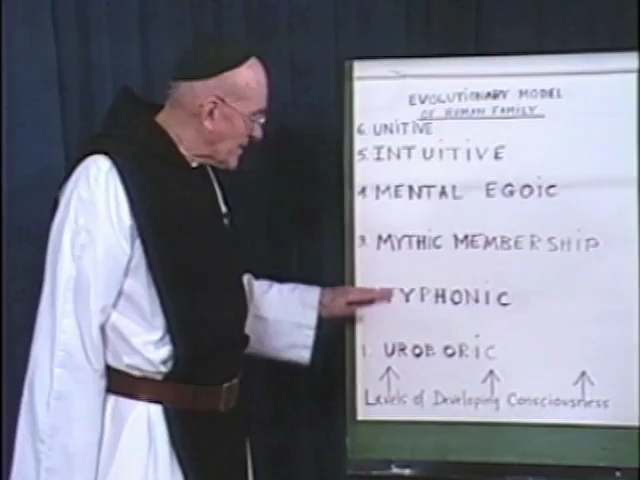 EVOLUTIONARY MODEL
OF HUMAN FAMILY
6. UNITIVE
5. INTUITIVE
4. MENTAL EGOIC
3. MYTHIC MEMBERSHIP
TYPHONIC
1. UROBORIC
Levels of Developing Consciousness